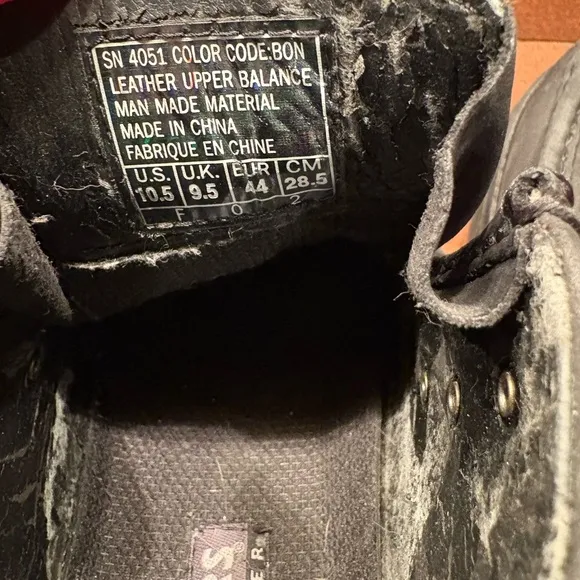 SN 4051 COLOR CODE:BON
LEATHER UPPER BALANCE
MAN MADE MATERIAL
MADE IN CHINA
FABRIQUE EN CHINE
U.S. U.K. EUR CM
10.5 9.5 44 28.5
F O 2